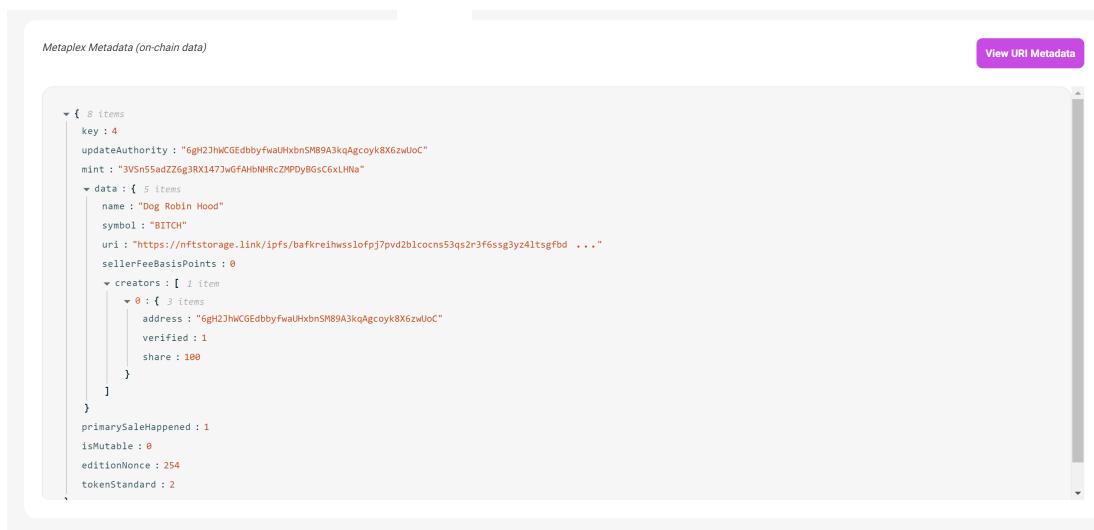 Metaplex Metadata (on-chain data)
View URI Metadata
{ 8 items
key : 4
updateAuthority : "6gH2JhWCGEdbbyfwaUHxbnSM89A3kqAgcoyk8X6zwUoC"
mint : "3VSn55adZZ6g3RX147JwGfAHbNHRcZMPDyBGsC6xLHNa"
data : { 5 items
name : "Dog Robin Hood"
symbol : "BITCH"
uri : "https://nftstorage.link/ipfs/bafkreihwsslofpj7pvd2blcocns53qs2r3f6ssg3yz4ltsgfbd ..."
sellerFeeBasisPoints : 0
creators : [ 1 item
0 : { 3 items
address : "6gH2JhWCGEdbbyfwaUHxbnSM89A3kqAgcoyk8X6zwUoC"
verified : 1
share : 100
}
]
}
primarySaleHappened : 1
isMutable : 0
editionNonce : 254
tokenStandard : 2